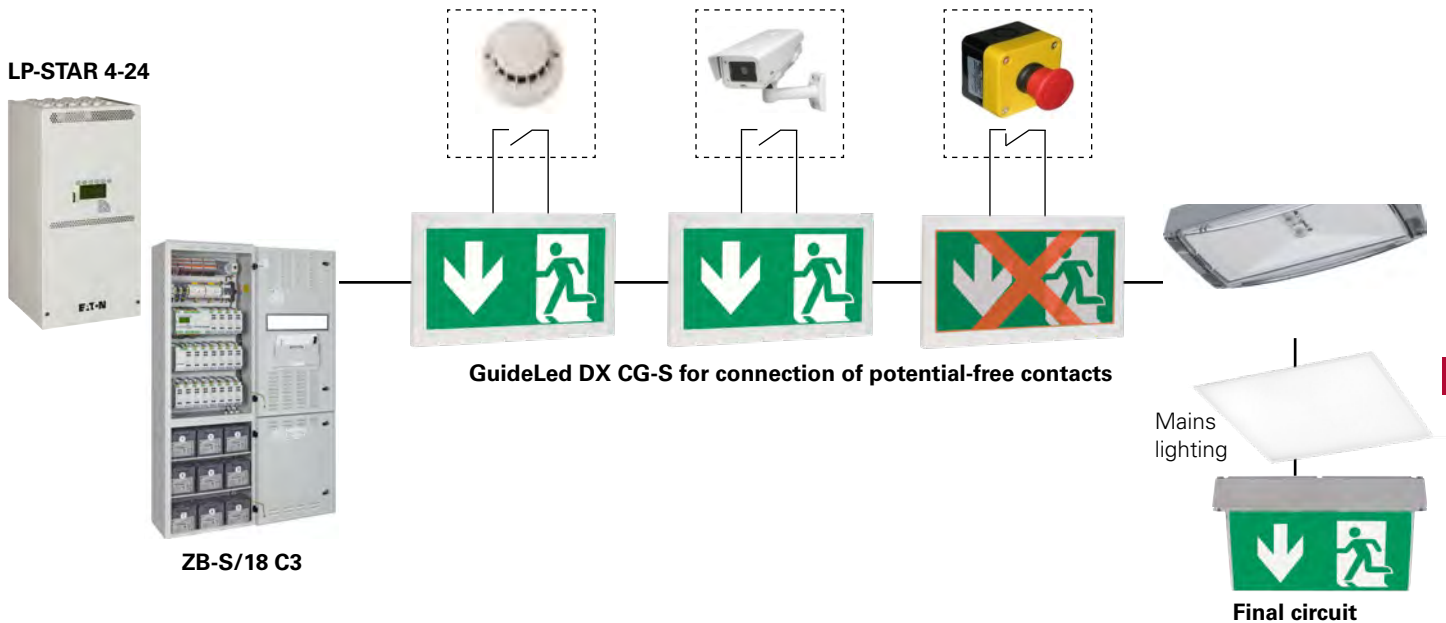 LP-STAR 4-24
EATON
ZB-S/18 C3
GuideLed DX CG-S for connection of potential-free contacts
Mains
lighting
Final circuit